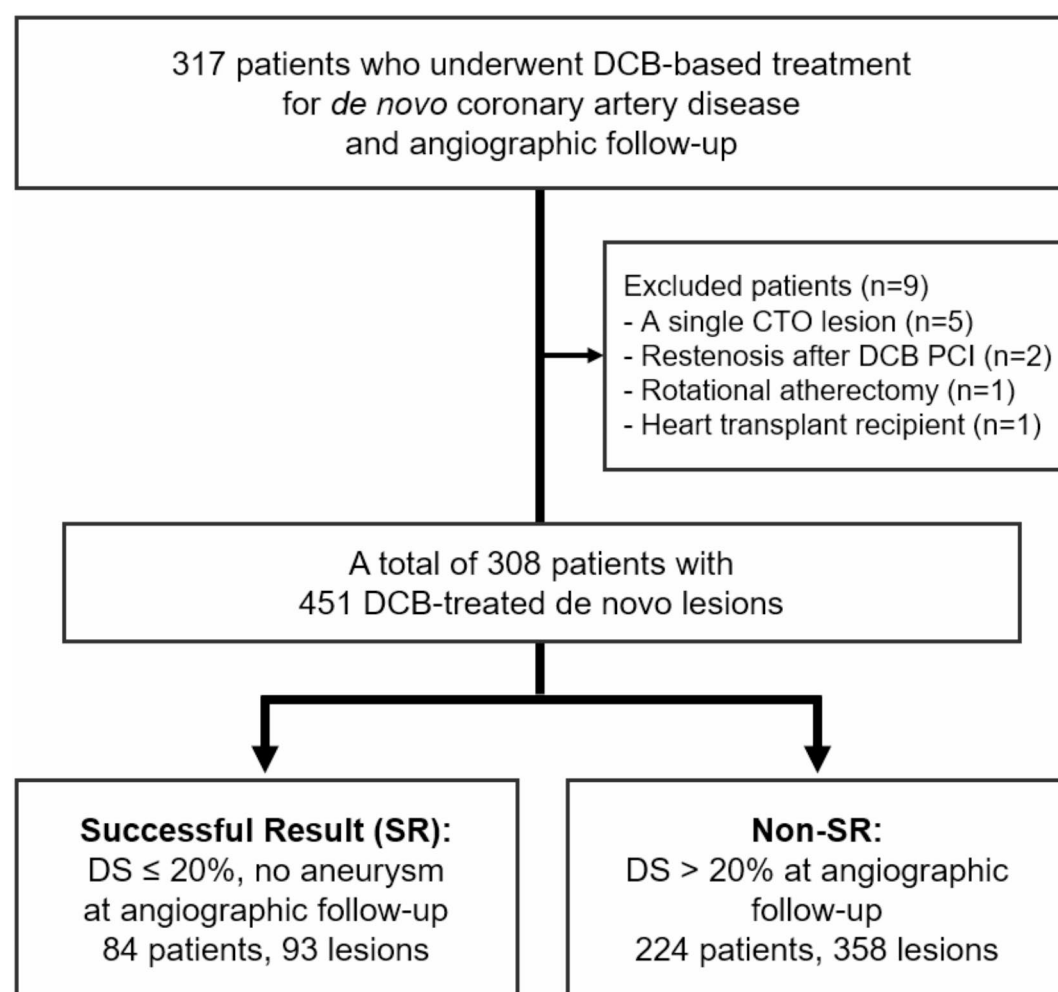 317 patients who underwent DCB-based treatment
for de novo coronary artery disease
and angiographic follow-up
Excluded patients (n=9)
- A single CTO lesion (n=5)
- Restenosis after DCB PCI (n=2)
- Rotational atherectomy (n=1)
- Heart transplant recipient (n=1)
A total of 308 patients with
451 DCB-treated de novo lesions
Successful Result (SR):
DS ≤ 20%, no aneurysm
at angiographic follow-up
84 patients, 93 lesions
Non-SR:
DS > 20% at angiographic
follow-up
224 patients, 358 lesions